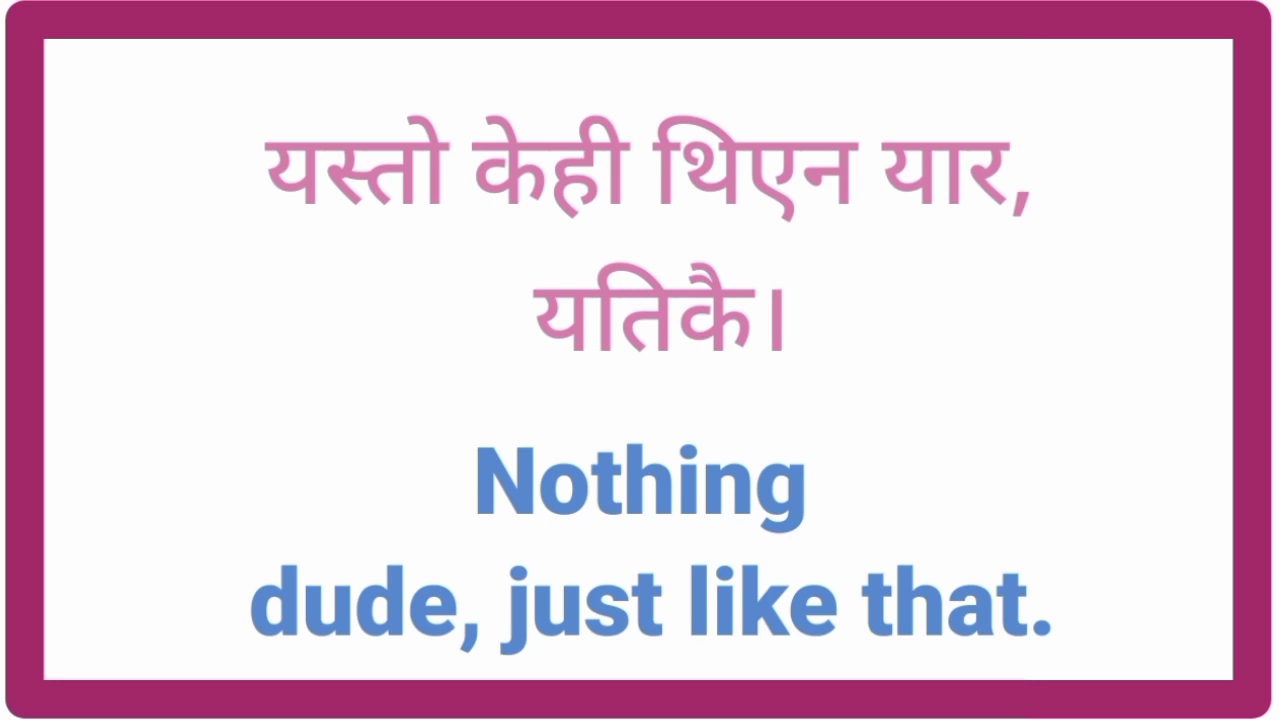 यस्तो केही थिएन यार,
यतिकै।
Nothing
dude, just like that.